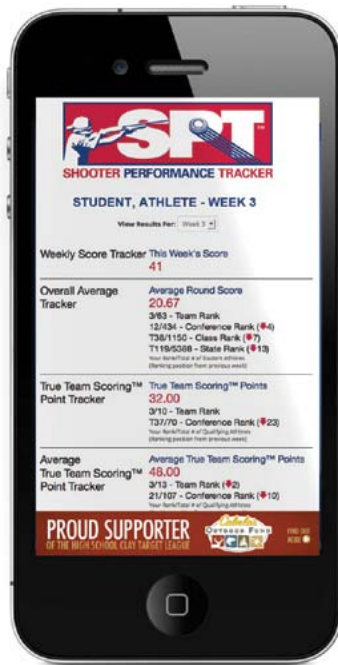 SPT™
SHOOTER PERFORMANCE TRACKER
STUDENT, ATHLETE - WEEK 3
View Results For: Week 3
Weekly Score Tracker This Week's Score
41
Overall Average Tracker
Average Round Score
20.67
3/63 - Team Rank
12/434 - Conference Rank (4)
T38/1150 - Class Rank (7)
T119/5388 - State Rank (13)
Your Rank/Total # of Student Athletes
(Ranking position from previous week)
True Team Scoring™ Point Tracker
True Team Scoring™ Points
32.00
3/10 - Team Rank
T37/70 - Conference Rank (23)
Your Rank/Total # of Qualifying Athletes
(Ranking position from previous week)
Average True Team Scoring™ Point Tracker
Average True Team Scoring™ Points
48.00
3/13 - Team Rank (2)
21/107 - Conference Rank (10)
Your Rank/Total # of Qualifying Athletes
PROUD SUPPORTER
OF THE HIGH SCHOOL CLAY TARGET LEAGUE
Cabela's
OUTDOOR FUND
FIND OUT
MORE